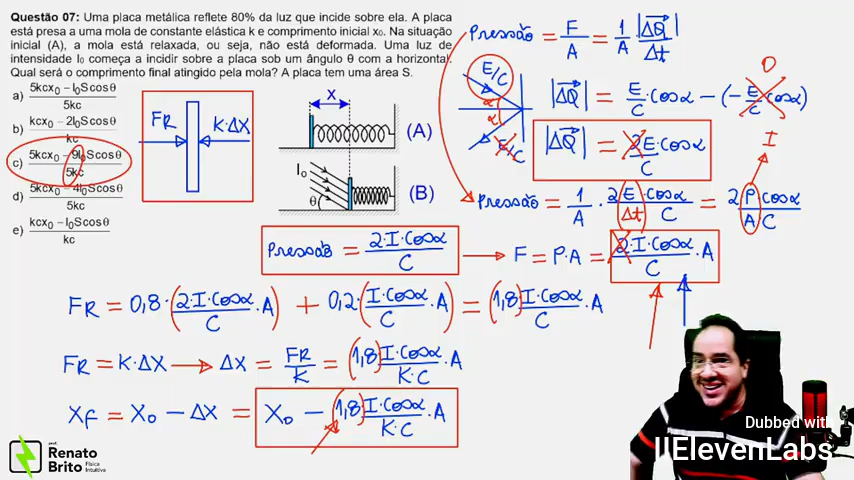 Questão 07: Uma placa metálica reflete 80% da luz que incide sobre ela. A placa
está presa a uma mola de constante elástica k e comprimento inicial x₀. Na situação
inicial (A), a mola está relaxada, ou seja, não está deformada. Uma luz de
intensidade I₀ começa a incidir sobre a placa sob um ângulo θ com a horizontal.
Qual será o comprimento final atingido pela mola? A placa tem uma área S.
a) (5kcx₀ – I₀Scosθ)/5kc
b) (kcx₀ – 2I₀Scosθ)/kc
c) (5kcx₀ – 9I₀Scosθ)/5kc
d) (5kcx₀ – 4I₀Scosθ)/5kc
e) (kcx₀ – I₀Scosθ)/kc
FR K·ΔX
X
(A)
I₀
θ
(B)
Pressão = F/A = 1/A |ΔQ⃗|/Δt
E/C
α
α
E/C
|ΔQ⃗| = E/C cosα – (–E/C cosα)
0
|ΔQ⃗| = 2E/C cosα
I
Pressão = 1/A · 2E/Δt · cosα/C = 2 P/A cosα/C
Pressão = 2·I·cosα/C → F = P·A = 2·I·cosα/C · A
FR = 0,8·(2·I·cosα/C ·A) + 0,2·(I·cosα/C ·A) = (1,8) I·cosα/C · A
FR = K·ΔX → ΔX = FR/K = (1,8) I·cosα/K·C · A
Xf = X₀ – ΔX = X₀ – (1,8) I·cosα/K·C · A
prof.
Renato
Brito
Física
Intuitiva
Dubbed with
IIElevenLabs